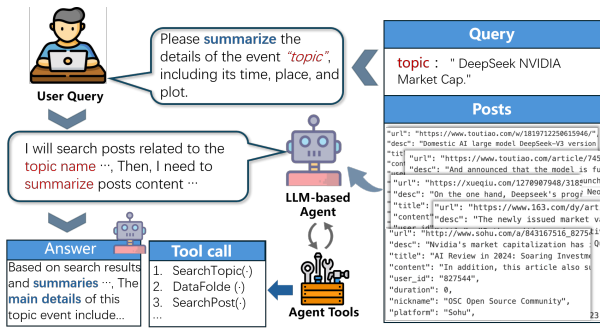 User Query
Please summarize the
details of the event "topic",
including its time, place, and
plot.
Query
topic : " DeepSeek NVIDIA
Market Cap."
Posts
"url": "https://www.toutiao.com/w/1819712250615946/",
"desc": "Domestic AI large model DeepSeek-V3 version
"url": "https://www.toutiao.com/article/745
"desc": "And announced that the model is fu
"url": "https://xueqiu.com/1270907948/318
"desc": "On the one hand, Deepseek's prog
"title":
"content"
"url": "https://www.163.com/dy/art
"desc": "The newly issued market va
"url": "http://www.sohu.com/a/843167516_82754
"desc": "Nvidia's market capitalization has
"title": "AI Review in 2024: Soaring Investme
"content": "In addition, this article also su
"user_id": "827544",
"duration": 0,
"nickname": "OSC Open Source Community",
"platform": "Sohu",
I will search posts related to the
topic name ···, Then, I need to
summarize posts content ···
LLM-based
Agent
Answer
Based on search results
and summaries ···, The
main details of this
topic event include...
Tool call
1. SearchTopic(·)
2. DataFolde (·)
3. SearchPost(·)
...
Agent Tools